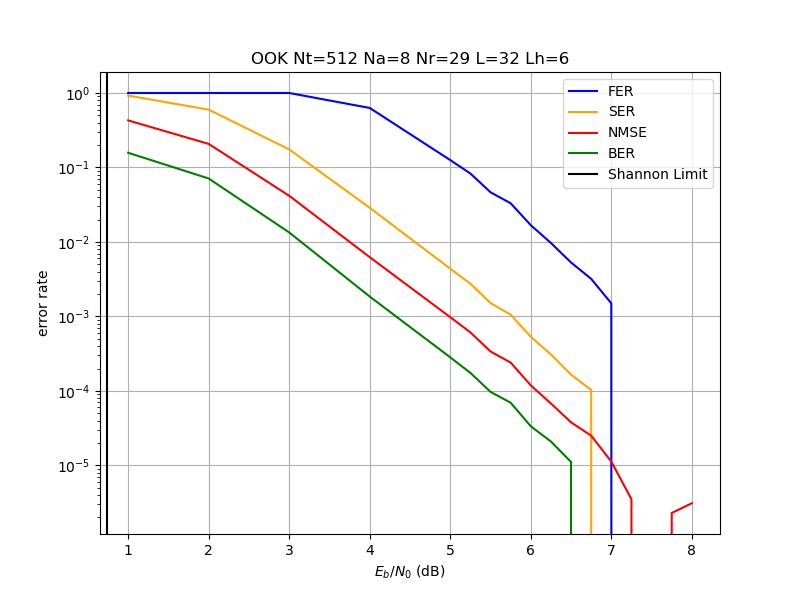 OOK Nt=512 Na=8 Nr=29 L=32 Lh=6
FER
SER
NMSE
BER
Shannon Limit
error rate
10⁰
10⁻¹
10⁻²
10⁻³
10⁻⁴
10⁻⁵
1 2 3 4 5 6 7 8
E_b/N_0 (dB)